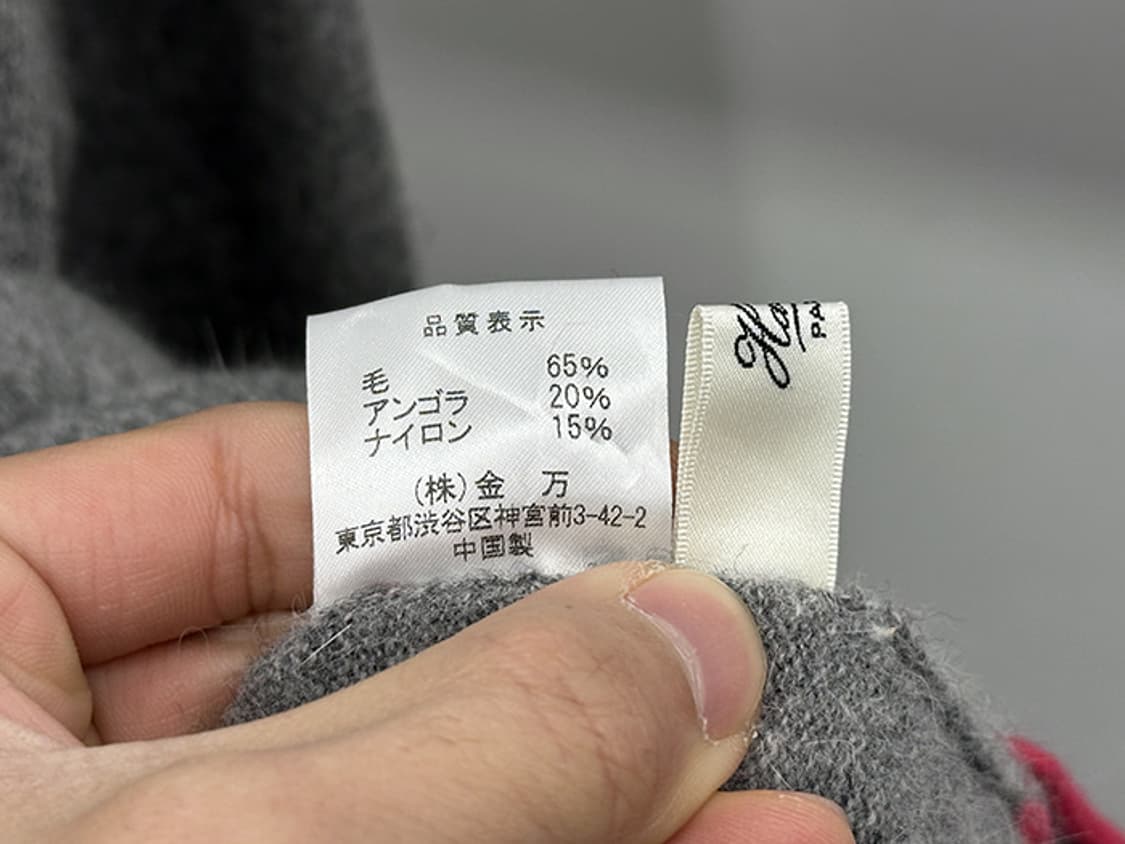 品質表示
毛 65%
アンゴラ 20%
ナイロン 15%
(株)金 万
東京都渋谷区神宮前3-42-2
中国製